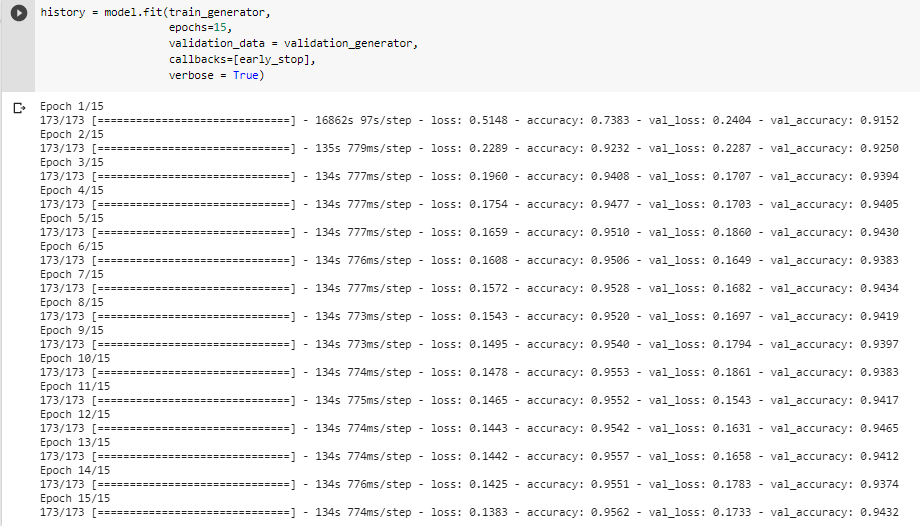 history = model.fit(train_generator,
epochs=15,
validation_data = validation_generator,
callbacks=[early_stop],
verbose = True)
Epoch 1/15
173/173 [==============================] - 16862s 97s/step - loss: 0.5148 - accuracy: 0.7383 - val_loss: 0.2404 - val_accuracy: 0.9152
Epoch 2/15
173/173 [==============================] - 135s 779ms/step - loss: 0.2289 - accuracy: 0.9232 - val_loss: 0.2287 - val_accuracy: 0.9250
Epoch 3/15
173/173 [==============================] - 134s 777ms/step - loss: 0.1960 - accuracy: 0.9408 - val_loss: 0.1707 - val_accuracy: 0.9394
Epoch 4/15
173/173 [==============================] - 134s 777ms/step - loss: 0.1754 - accuracy: 0.9477 - val_loss: 0.1703 - val_accuracy: 0.9405
Epoch 5/15
173/173 [==============================] - 134s 777ms/step - loss: 0.1659 - accuracy: 0.9510 - val_loss: 0.1860 - val_accuracy: 0.9430
Epoch 6/15
173/173 [==============================] - 134s 776ms/step - loss: 0.1608 - accuracy: 0.9506 - val_loss: 0.1649 - val_accuracy: 0.9383
Epoch 7/15
173/173 [==============================] - 134s 777ms/step - loss: 0.1572 - accuracy: 0.9528 - val_loss: 0.1682 - val_accuracy: 0.9434
Epoch 8/15
173/173 [==============================] - 134s 773ms/step - loss: 0.1543 - accuracy: 0.9520 - val_loss: 0.1697 - val_accuracy: 0.9419
Epoch 9/15
173/173 [==============================] - 134s 773ms/step - loss: 0.1495 - accuracy: 0.9540 - val_loss: 0.1794 - val_accuracy: 0.9397
Epoch 10/15
173/173 [==============================] - 134s 774ms/step - loss: 0.1478 - accuracy: 0.9553 - val_loss: 0.1861 - val_accuracy: 0.9383
Epoch 11/15
173/173 [==============================] - 134s 775ms/step - loss: 0.1465 - accuracy: 0.9552 - val_loss: 0.1543 - val_accuracy: 0.9417
Epoch 12/15
173/173 [==============================] - 134s 774ms/step - loss: 0.1443 - accuracy: 0.9542 - val_loss: 0.1631 - val_accuracy: 0.9465
Epoch 13/15
173/173 [==============================] - 134s 774ms/step - loss: 0.1442 - accuracy: 0.9557 - val_loss: 0.1658 - val_accuracy: 0.9412
Epoch 14/15
173/173 [==============================] - 134s 776ms/step - loss: 0.1425 - accuracy: 0.9551 - val_loss: 0.1783 - val_accuracy: 0.9374
Epoch 15/15
173/173 [==============================] - 134s 774ms/step - loss: 0.1383 - accuracy: 0.9562 - val_loss: 0.1733 - val_accuracy: 0.9432